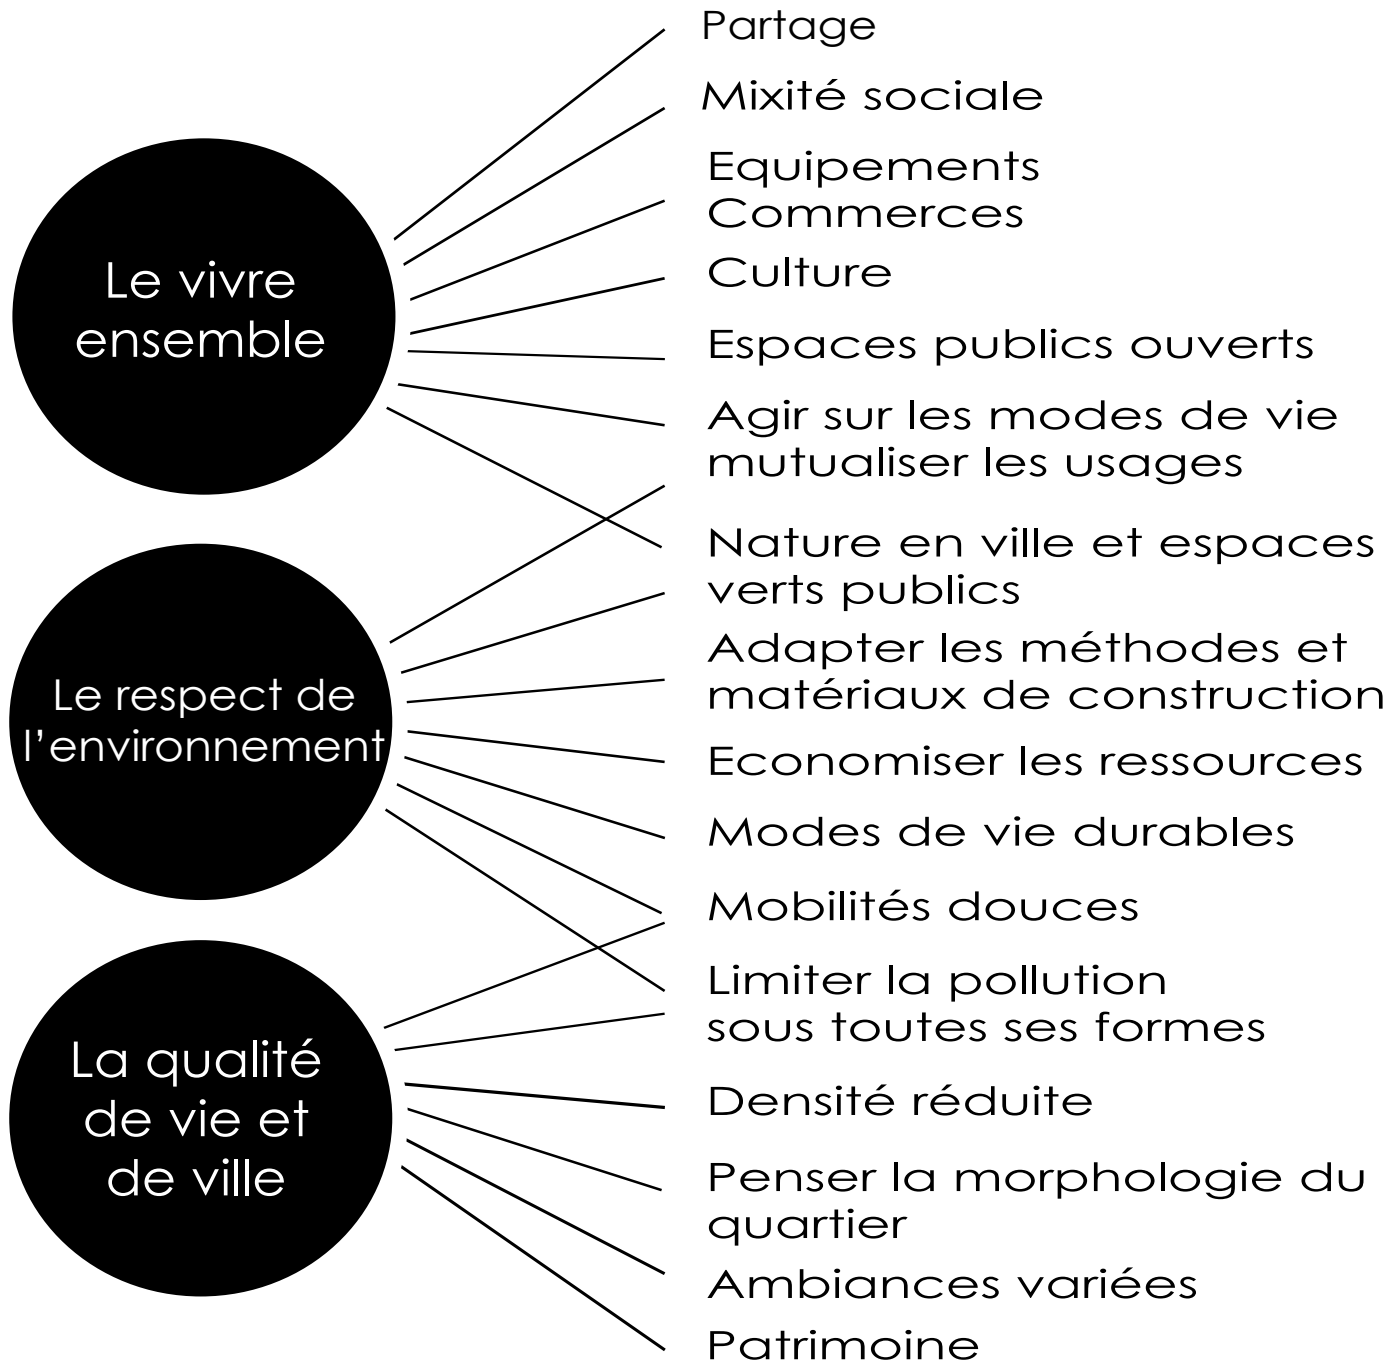 Le vivre
ensemble
Le respect de
l’environnement
La qualité
de vie et
de ville
Partage
Mixité sociale
Equipements
Commerces
Culture
Espaces publics ouverts
Agir sur les modes de vie
mutualiser les usages
Nature en ville et espaces
verts publics
Adapter les méthodes et
matériaux de construction
Economiser les ressources
Modes de vie durables
Mobilités douces
Limiter la pollution
sous toutes ses formes
Densité réduite
Penser la morphologie du
quartier
Ambiances variées
Patrimoine